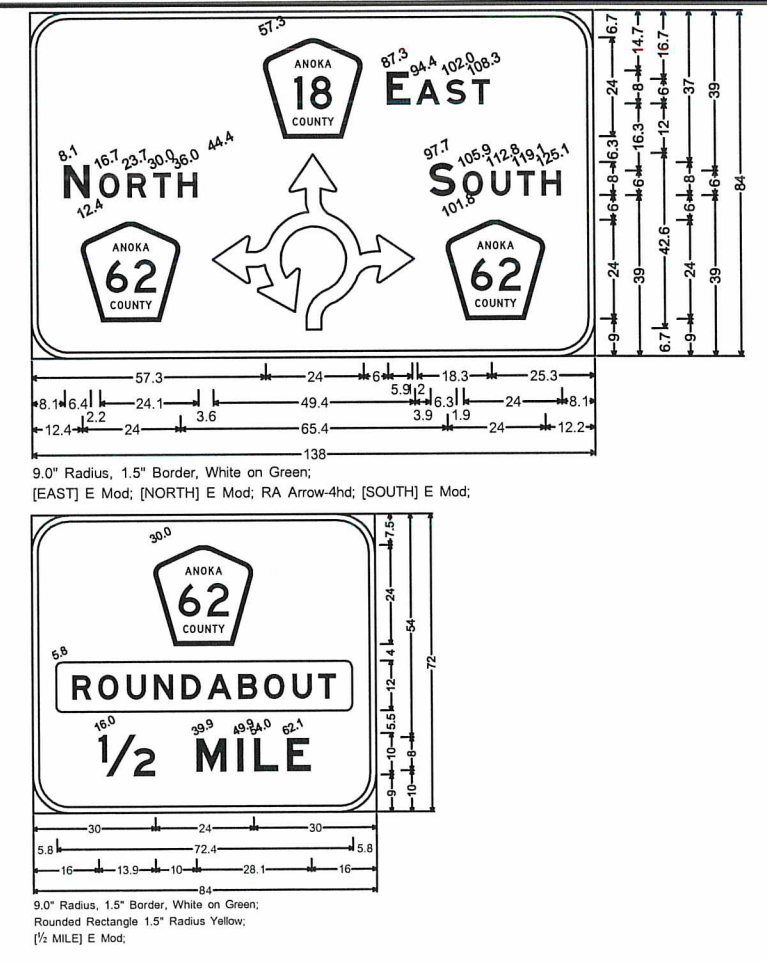 57.3
ANOKA
18
COUNTY
87.3 94.4 102.0 108.3
EAST
8.1 16.7 23.7 30.0 36.0 44.4
NORTH
12.4
ANOKA
62
COUNTY
97.7 105.9 112.8 119.1 125.1
SOUTH
101.8
ANOKA
62
COUNTY
6.7 24 6.3 8 6 24 9
14.7 8 16.3 6 39
16.7 6 12 42.6 6.7
37 8 6 24 9
39 6 39
84
57.3 24 6 5.9 2 18.3 25.3
8.1 6.4 2.2 24.1 3.6 49.4 3.9 6.3 1.9 24 8.1
12.4 24 65.4 24 12.2
138
9.0" Radius, 1.5" Border, White on Green;
[EAST] E Mod; [NORTH] E Mod; RA Arrow-4hd; [SOUTH] E Mod;
30.0
ANOKA
62
COUNTY
5.8
ROUNDABOUT
16.0 39.9 49.9 54.0 62.1
1/2 MILE
7.5 24 4 12 5.5 10 9
54 8 10
72
30 24 30
5.8 72.4 5.8
16 13.9 10 28.1 16
84
9.0" Radius, 1.5" Border, White on Green;
Rounded Rectangle 1.5" Radius Yellow;
[½ MILE] E Mod;